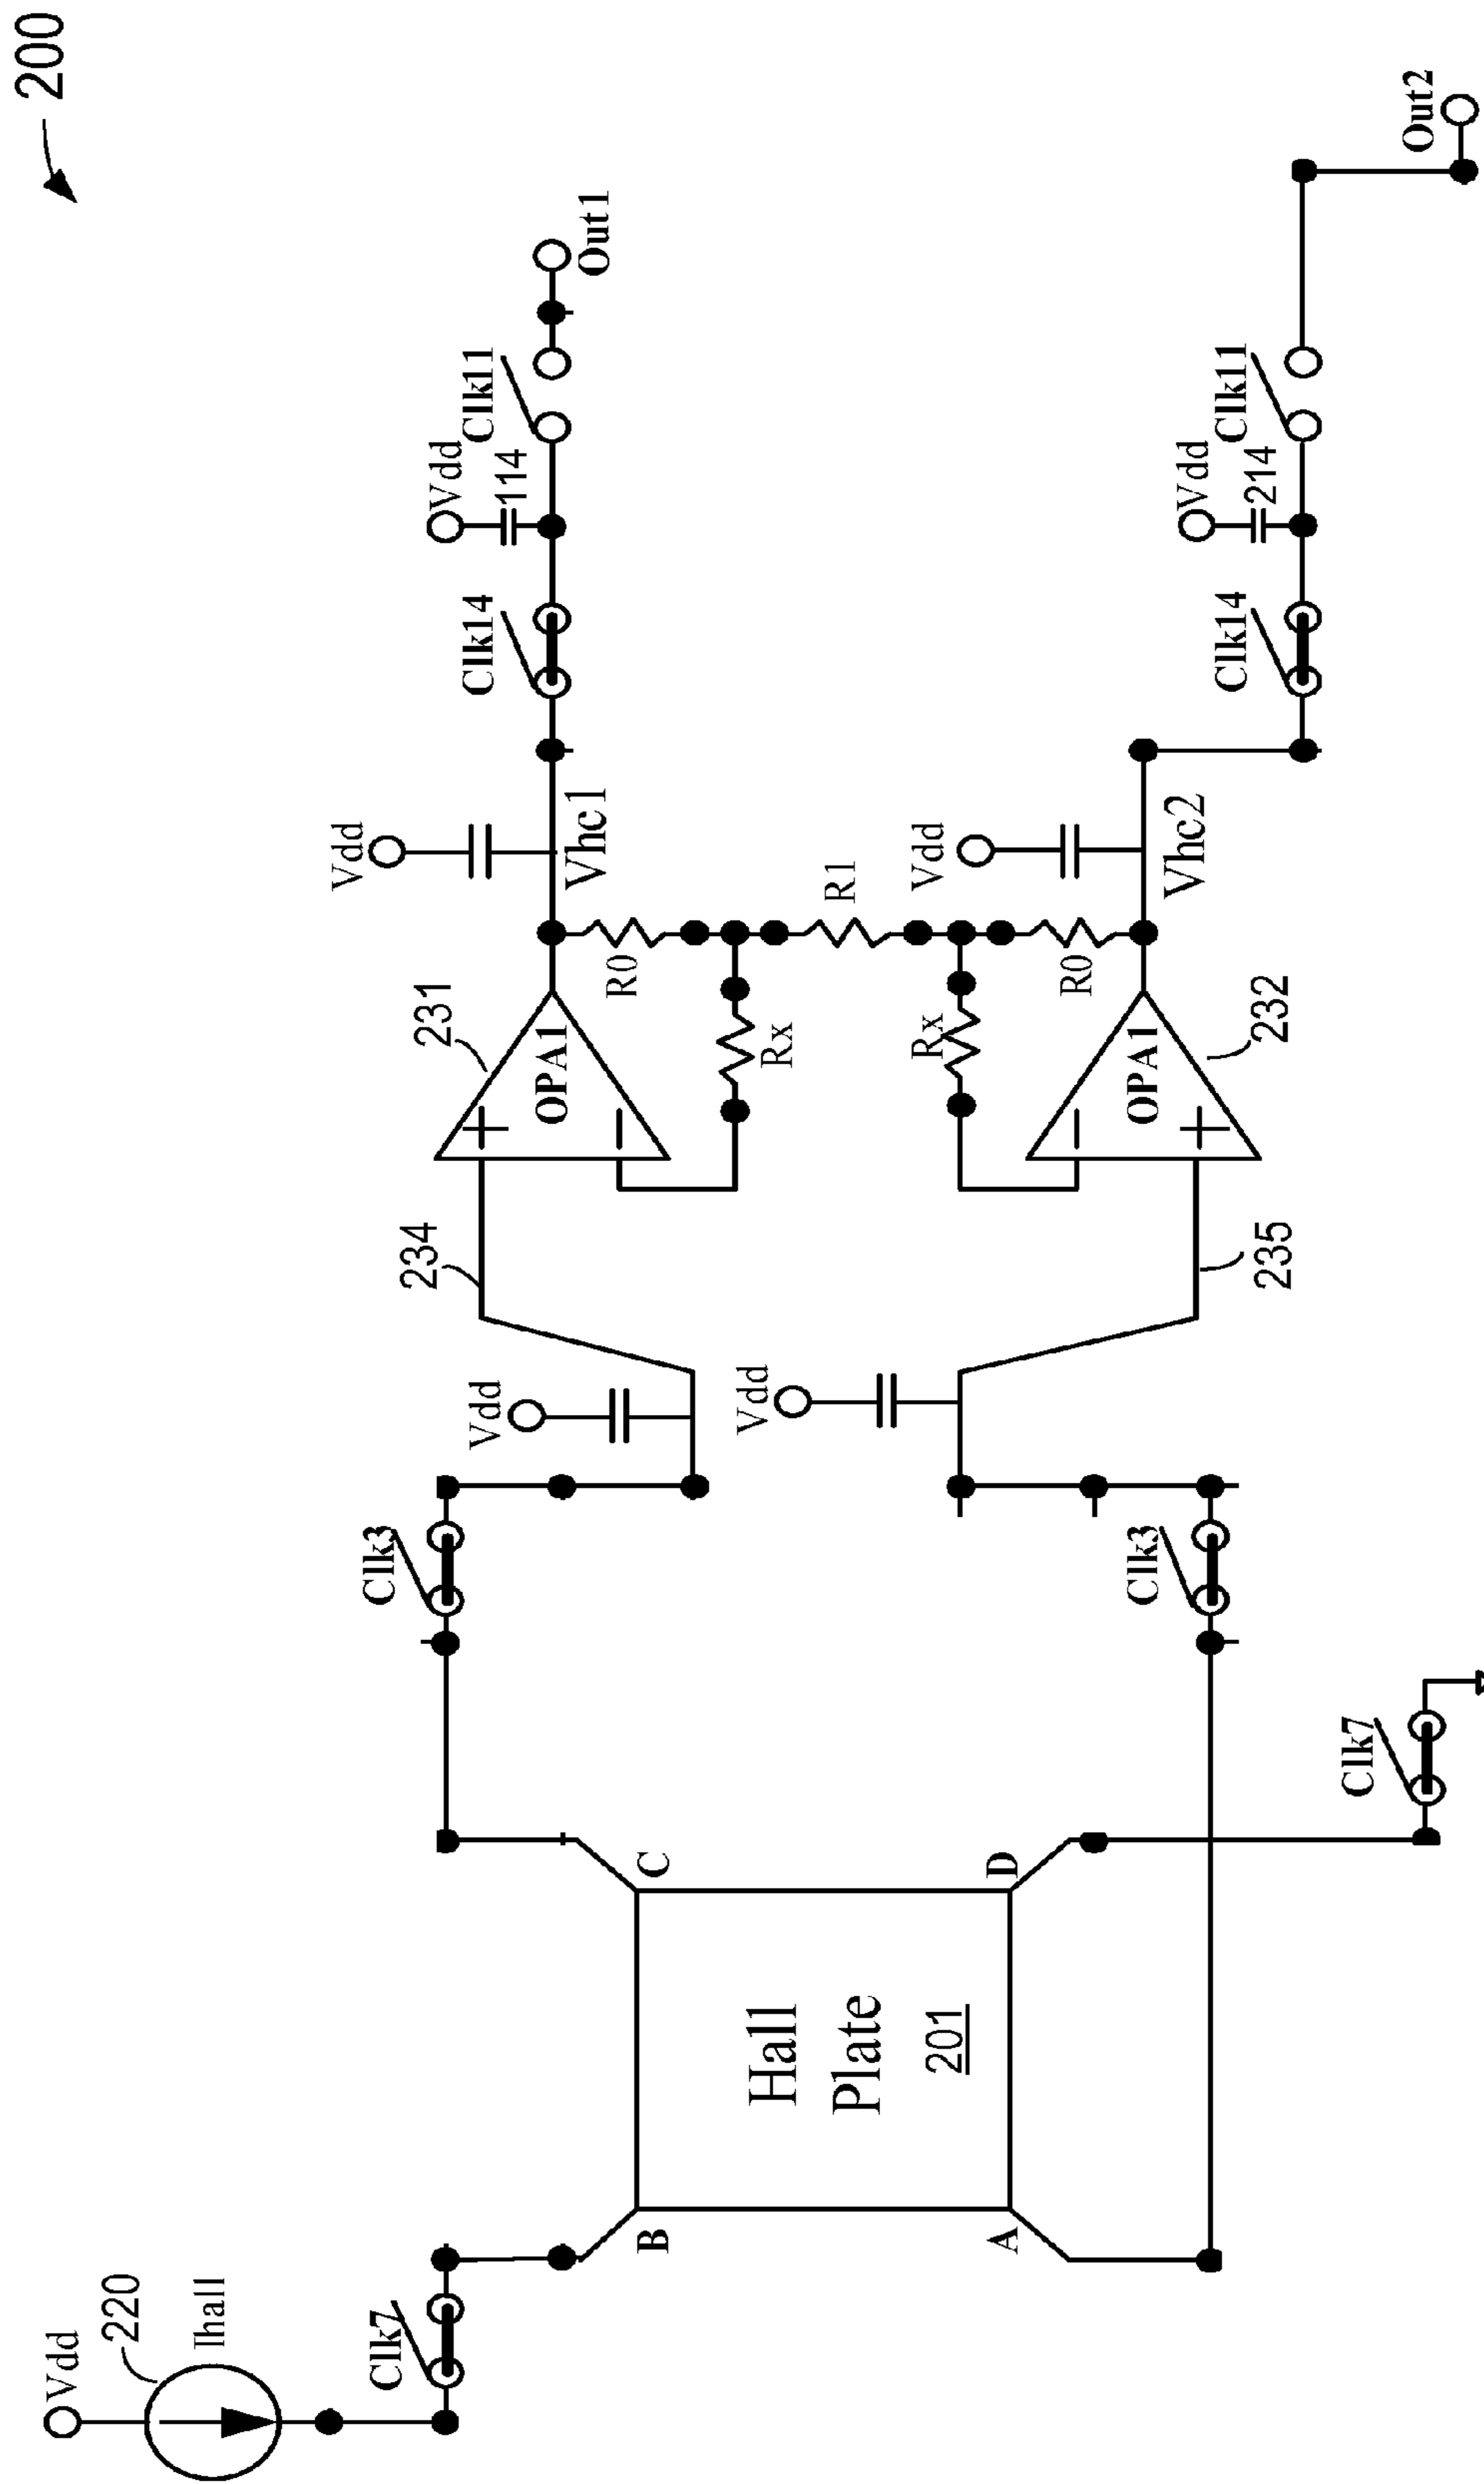 200
Vdd
220
Ihall
Clk7
B
A
C
D
Hall
Plate
201
Clk7
Clk3
Clk3
Vdd
Vdd
234
235
231
OPA1
+
−
Rx
R0
R1
Rx
R0
232
OPA1
−
+
Vdd
Vhc1
Vdd
Vhc2
Clk14
Vdd
114
Clk11
Out1
Clk14
Vdd
214
Clk11
Out2